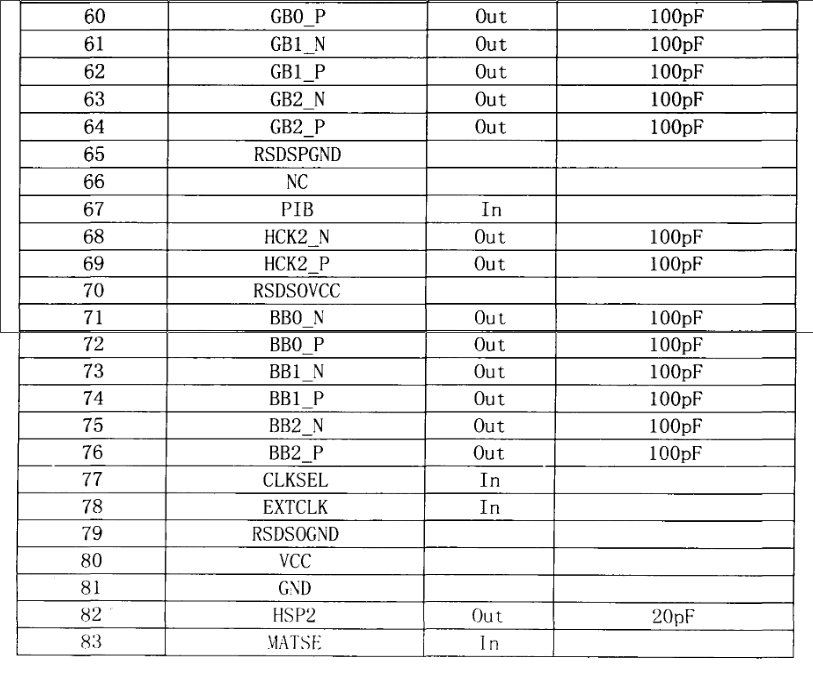 60 GB0_P Out 100pF
61 GB1_N Out 100pF
62 GB1_P Out 100pF
63 GB2_N Out 100pF
64 GB2_P Out 100pF
65 RSDSPGND
66 NC
67 PIB In
68 HCK2_N Out 100pF
69 HCK2_P Out 100pF
70 RSDSOVCC
71 BB0_N Out 100pF
72 BB0_P Out 100pF
73 BB1_N Out 100pF
74 BB1_P Out 100pF
75 BB2_N Out 100pF
76 BB2_P Out 100pF
77 CLKSEL In
78 EXTCLK In
79 RSDSOGND
80 VCC
81 GND
82 HSP2 Out 20pF
83 MATSE In